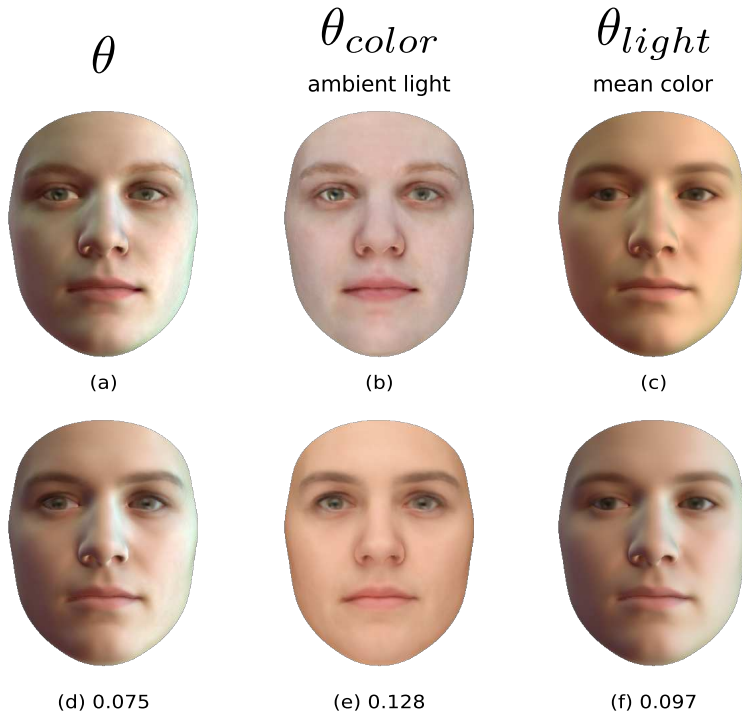 θ θ_color θ_light
ambient light mean color
(a) (b) (c)
(d) 0.075 (e) 0.128 (f) 0.097